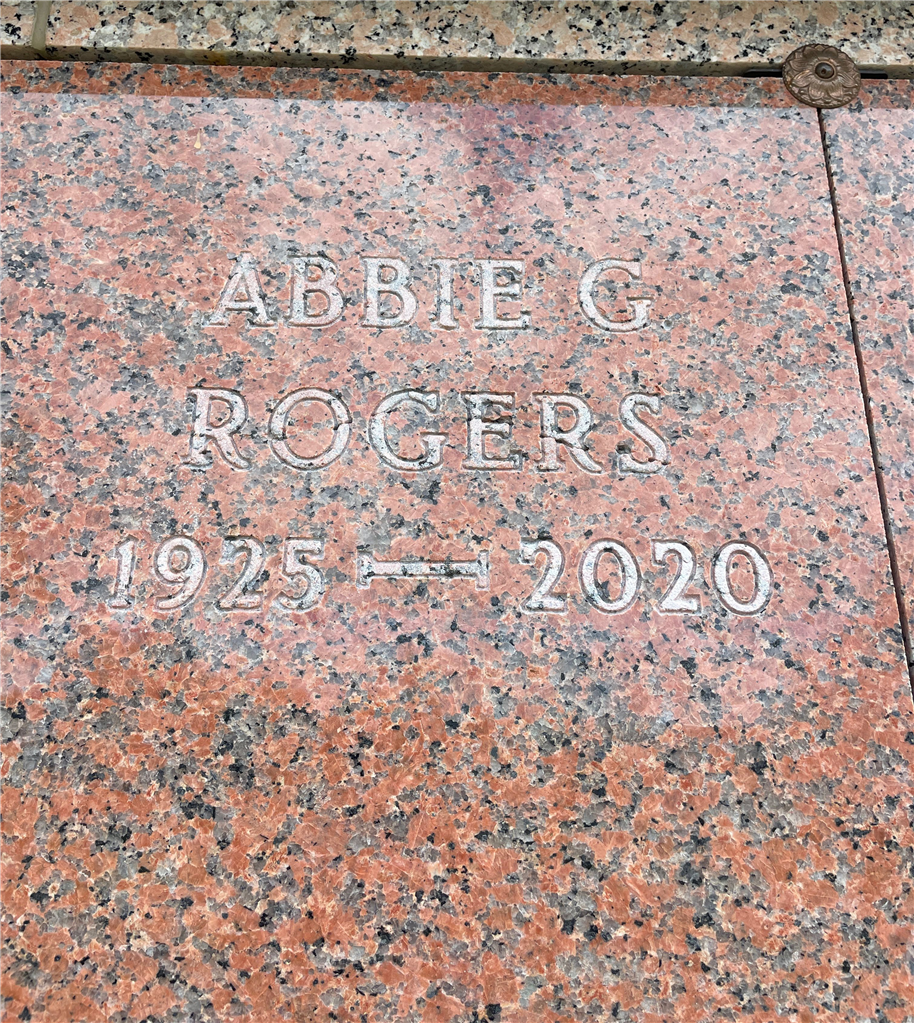 ABBIE G
ROGERS
1925 — 2020